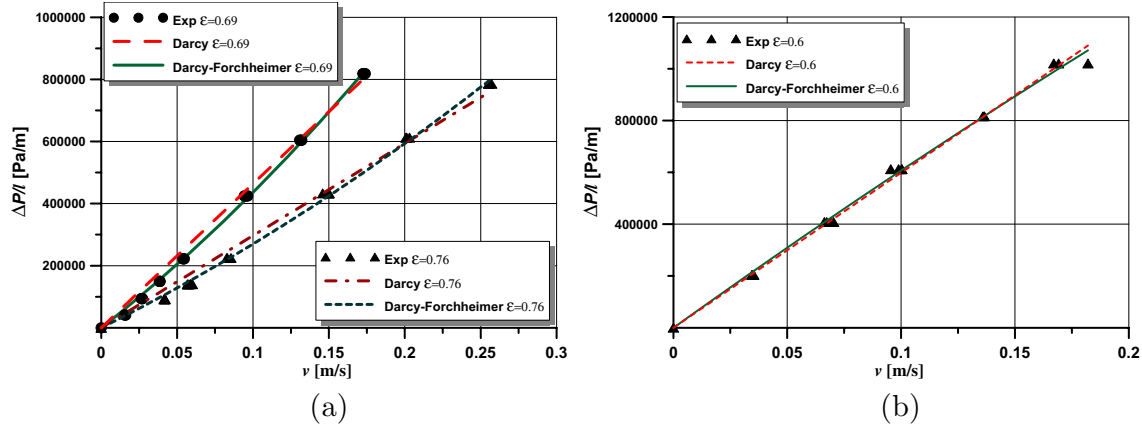 1000000
800000
600000
400000
200000
0
ΔP/l [Pa/m]
0
0.05
0.1
0.15
0.2
0.25
0.3
v [m/s]
Exp ε=0.69
Darcy ε=0.69
Darcy-Forchheimer ε=0.69
Exp ε=0.76
Darcy ε=0.76
Darcy-Forchheimer ε=0.76
(a)
1200000
800000
400000
0
ΔP/l [Pa/m]
0
0.05
0.1
0.15
0.2
v [m/s]
Exp ε=0.6
Darcy ε=0.6
Darcy-Forchheimer ε=0.6
(b)